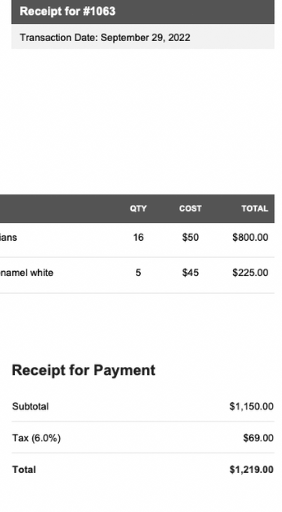 Receipt for #1063
Transaction Date: September 29, 2022
QTY COST TOTAL
ians 16 $50 $800.00
namel white 5 $45 $225.00
Receipt for Payment
Subtotal $1,150.00
Tax (6.0%) $69.00
Total $1,219.00